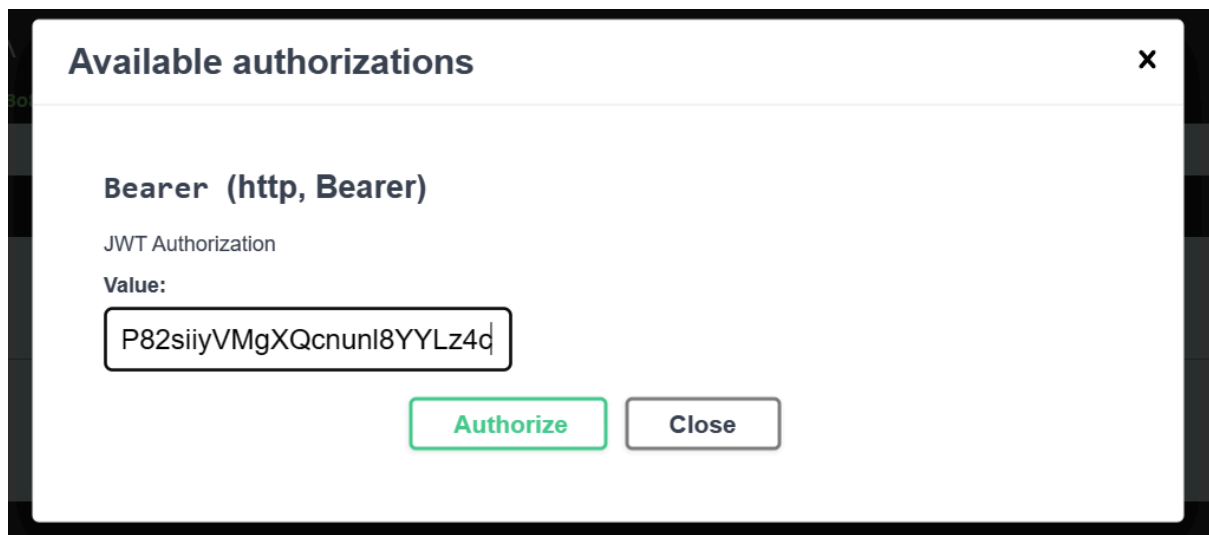 Available authorizations
Bearer (http, Bearer)
JWT Authorization
Value:
P82siiyVMgXQcnunl8YYLz4c
Authorize
Close